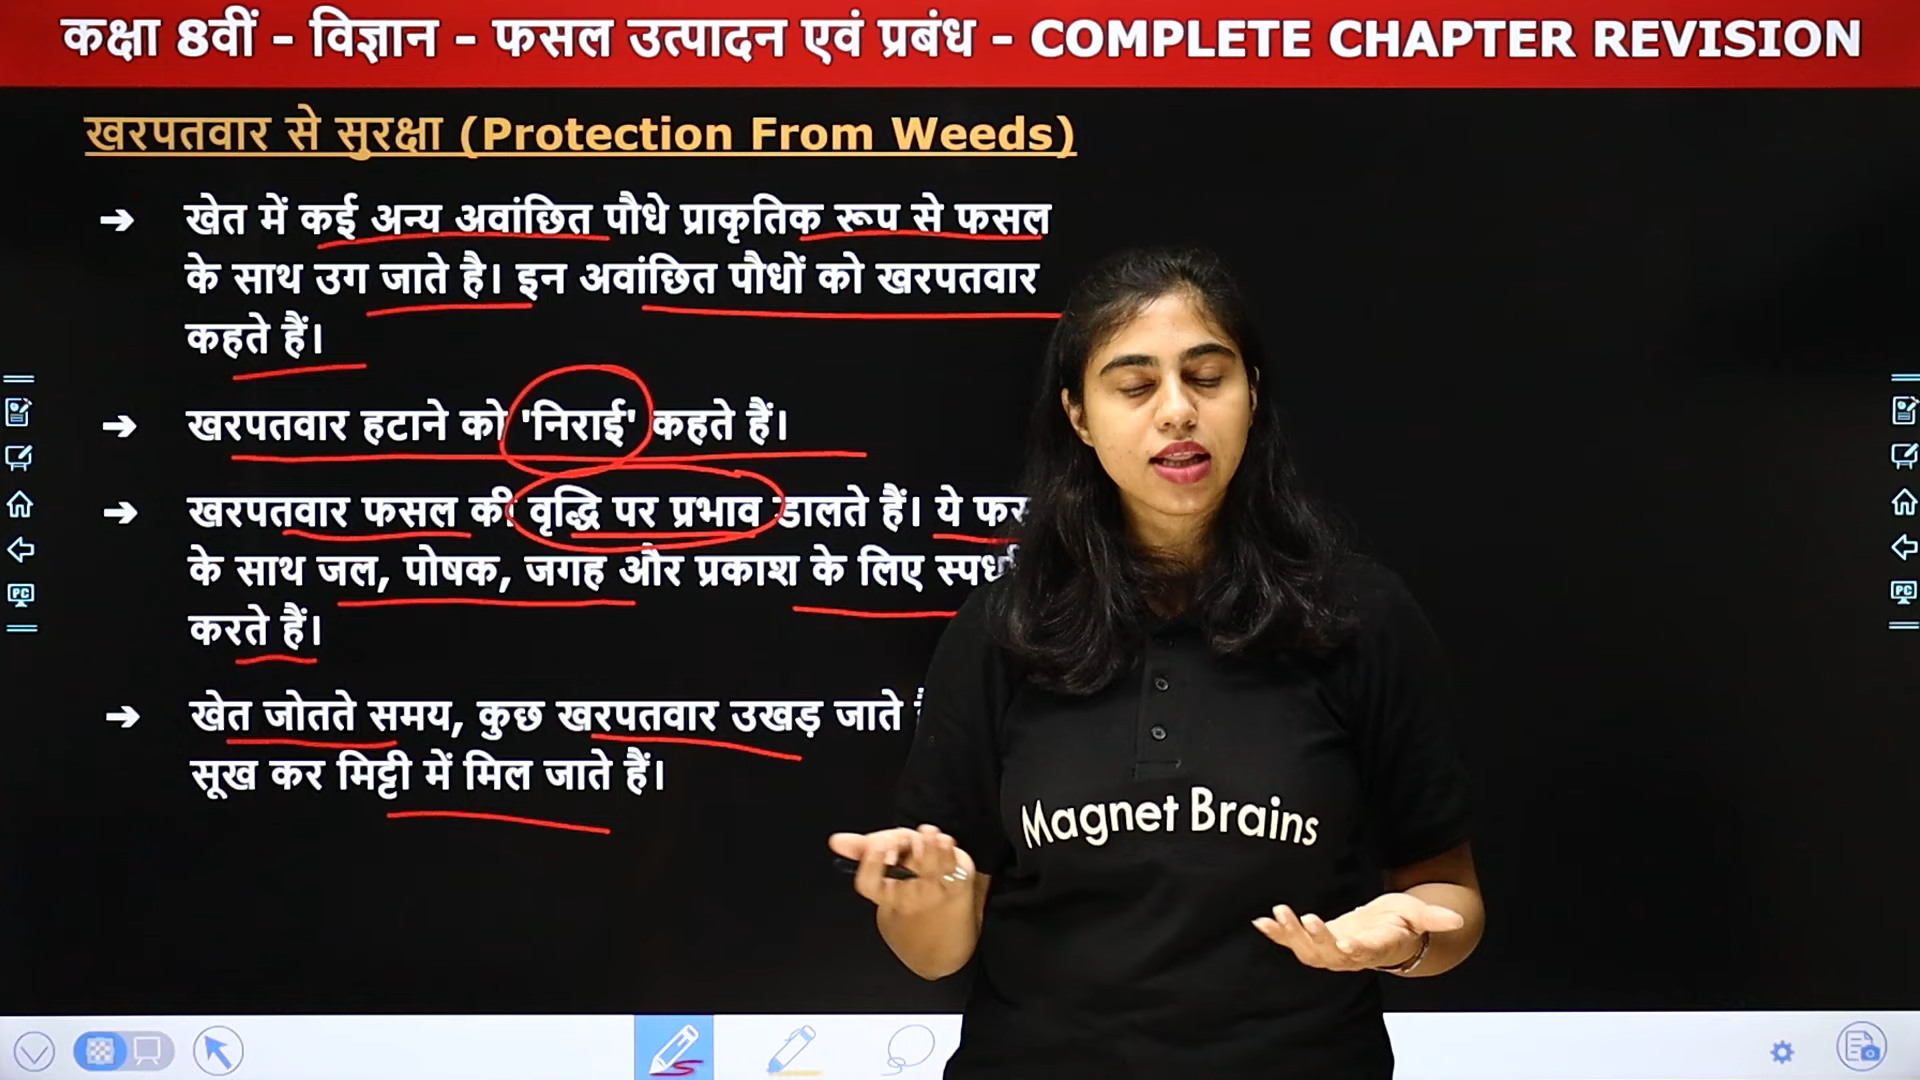 कक्षा 8वीं - विज्ञान - फसल उत्पादन एवं प्रबंध - COMPLETE CHAPTER REVISION
खरपतवार से सुरक्षा (Protection From Weeds)
➔ खेत में कई अन्य अवांछित पौधे प्राकृतिक रूप से फसल
के साथ उग जाते है। इन अवांछित पौधों को खरपतवार
कहते हैं।
➔ खरपतवार हटाने को 'निराई' कहते हैं।
➔ खरपतवार फसल की वृद्धि पर प्रभाव डालते हैं। ये
के साथ जल, पोषक, जगह और प्रकाश के लिए
करते हैं।
➔ खेत जोतते समय, कुछ खरपतवार उखड़ जाते
सूख कर मिट्टी में मिल जाते हैं।
Magnet Brains
PC
PC